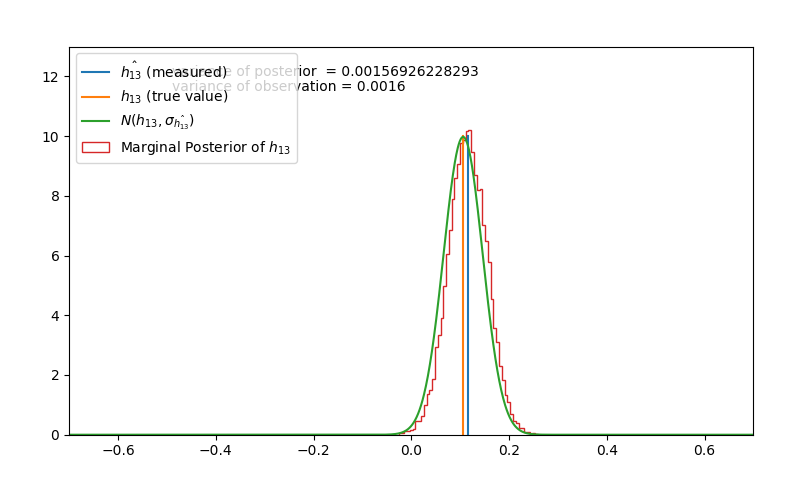 variance of posterior = 0.00156926228293
variance of observation = 0.0016
ĥ₁₃ (measured)
h₁₃ (true value)
N(h₁₃, σ_ĥ₁₃)
Marginal Posterior of h₁₃
12
10
8
6
4
2
0
−0.6
−0.4
−0.2
0.0
0.2
0.4
0.6